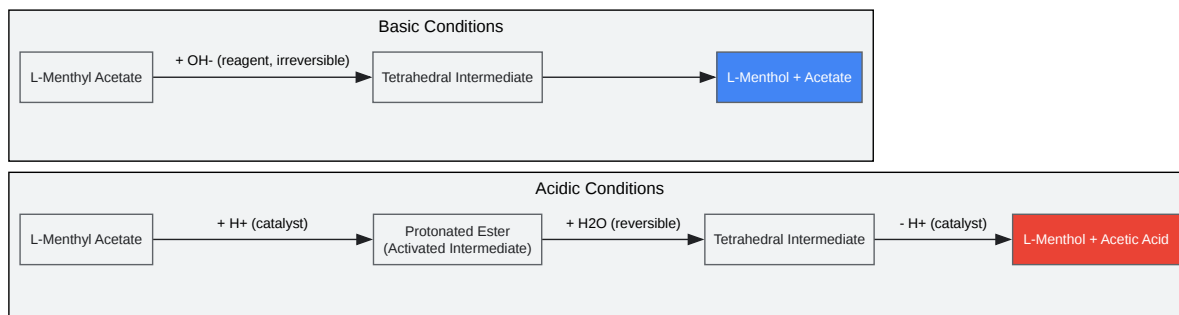 Basic Conditions
L-Menthyl Acetate
+ OH- (reagent, irreversible)
Tetrahedral Intermediate
L-Menthol + Acetate
Acidic Conditions
L-Menthyl Acetate
+ H+ (catalyst)
Protonated Ester
(Activated Intermediate)
+ H2O (reversible)
Tetrahedral Intermediate
- H+ (catalyst)
L-Menthol + Acetic Acid